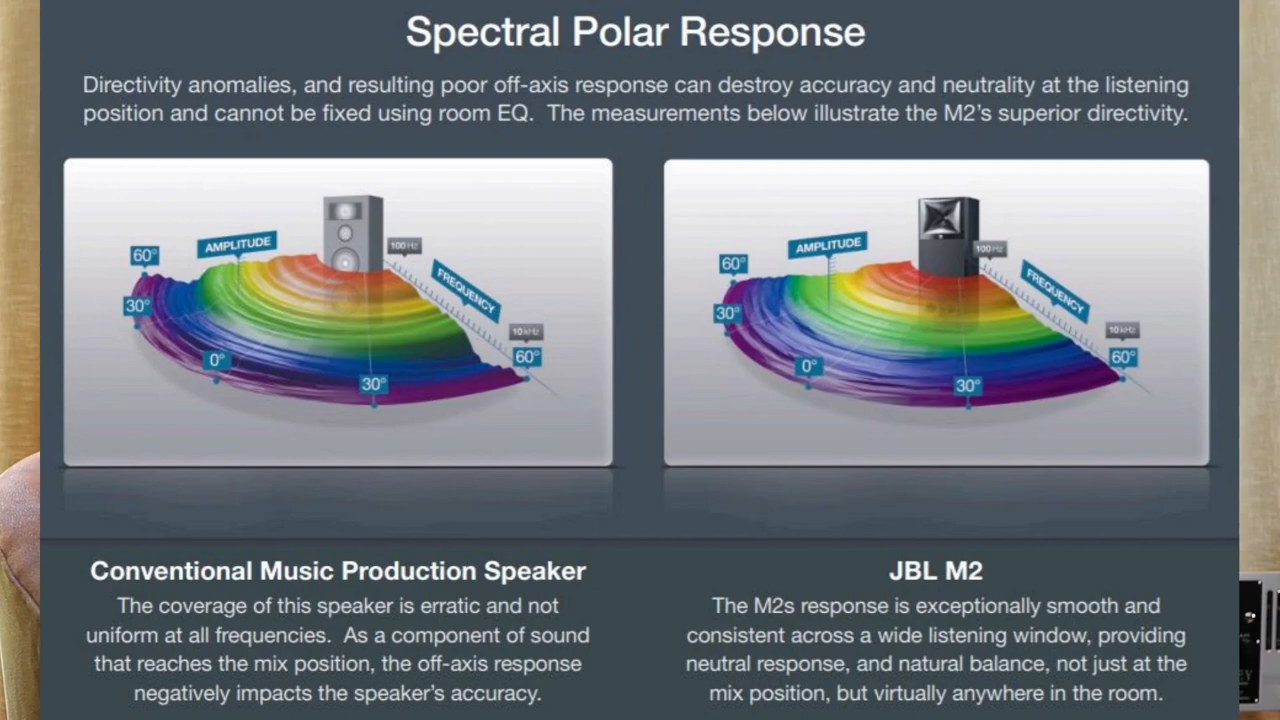 Spectral Polar Response
Directivity anomalies, and resulting poor off-axis response can destroy accuracy and neutrality at the listening
position and cannot be fixed using room EQ. The measurements below illustrate the M2's superior directivity.
60°
AMPLITUDE
100 Hz
FREQUENCY
30°
10 kHz
60°
0°
30°
60°
AMPLITUDE
100 Hz
FREQUENCY
30°
10 kHz
60°
0°
30°
Conventional Music Production Speaker
The coverage of this speaker is erratic and not
uniform at all frequencies. As a component of sound
that reaches the mix position, the off-axis response
negatively impacts the speaker's accuracy.
JBL M2
The M2s response is exceptionally smooth and
consistent across a wide listening window, providing
neutral response, and natural balance, not just at the
mix position, but virtually anywhere in the room.